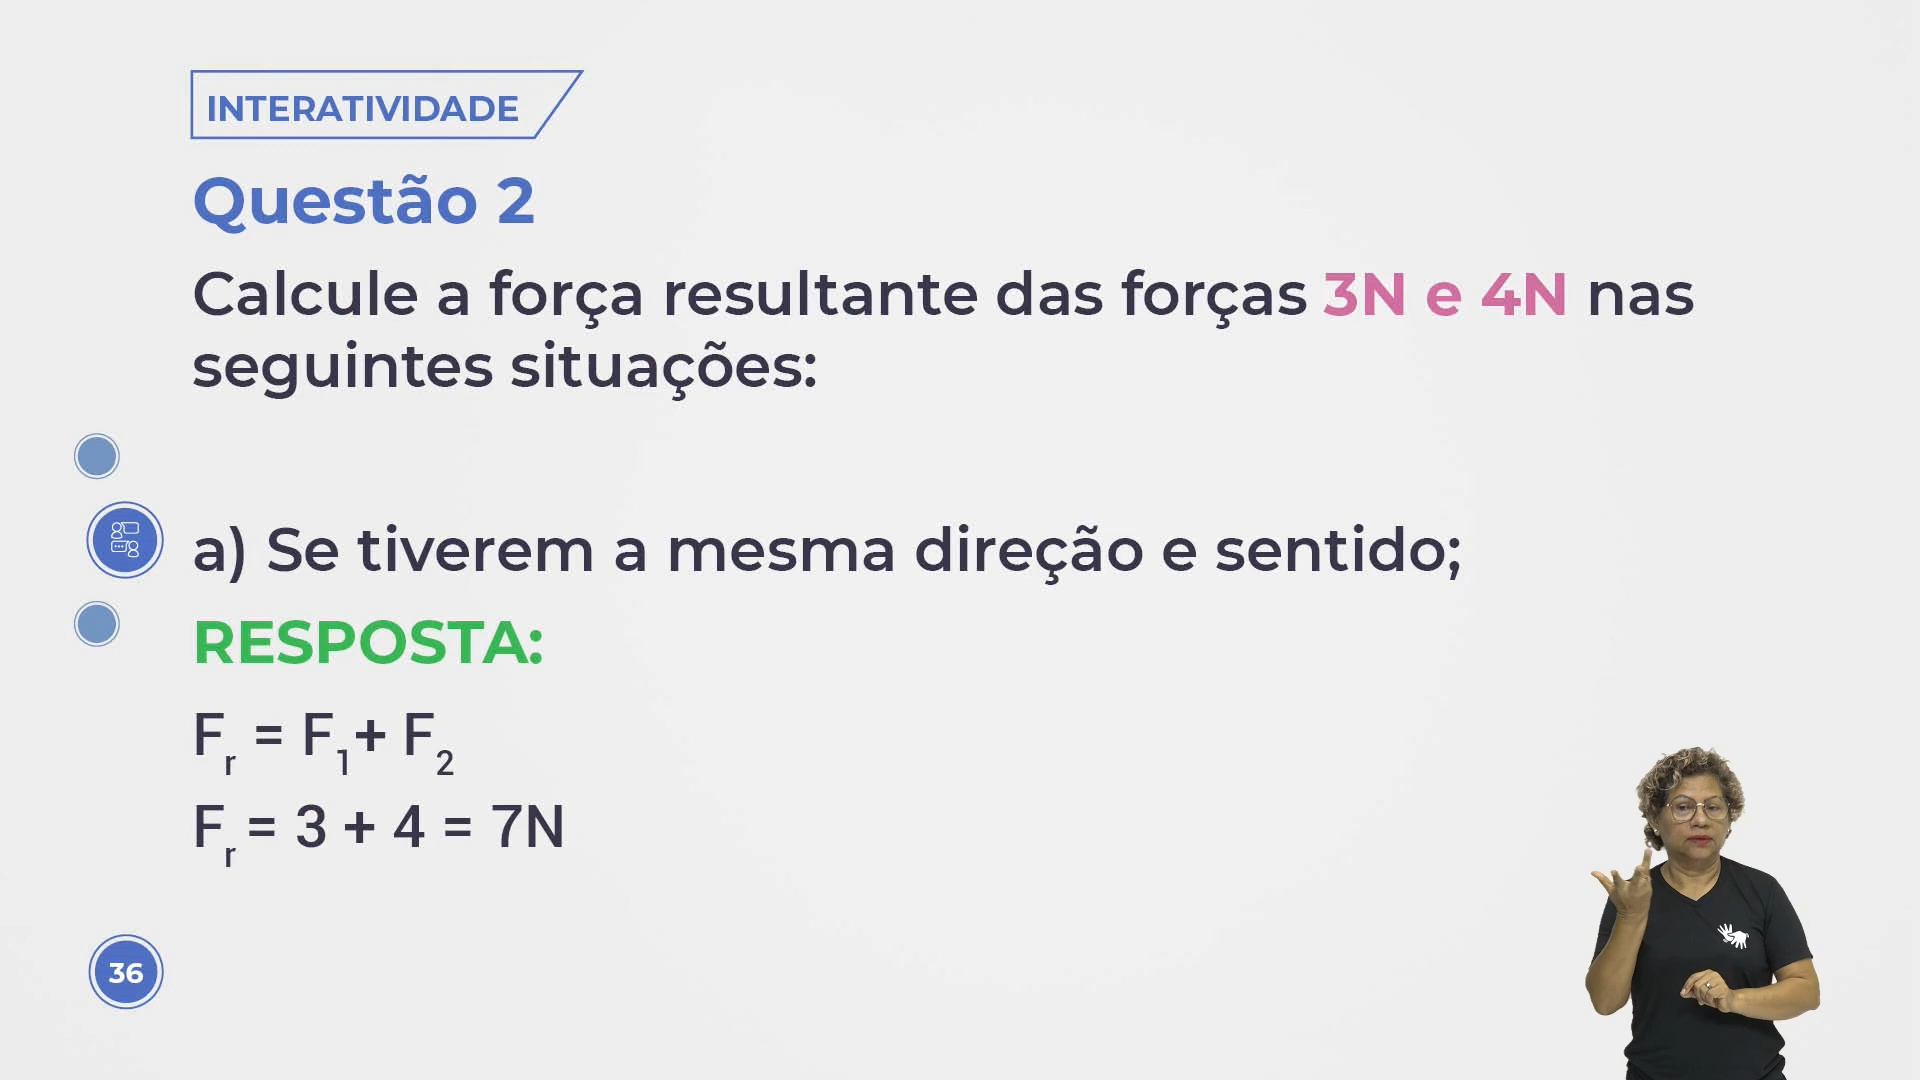 INTERATIVIDADE
Questão 2
Calcule a força resultante das forças 3N e 4N nas
seguintes situações:
a) Se tiverem a mesma direção e sentido;
RESPOSTA:
Fr = F1+ F2
Fr = 3 + 4 = 7N
36